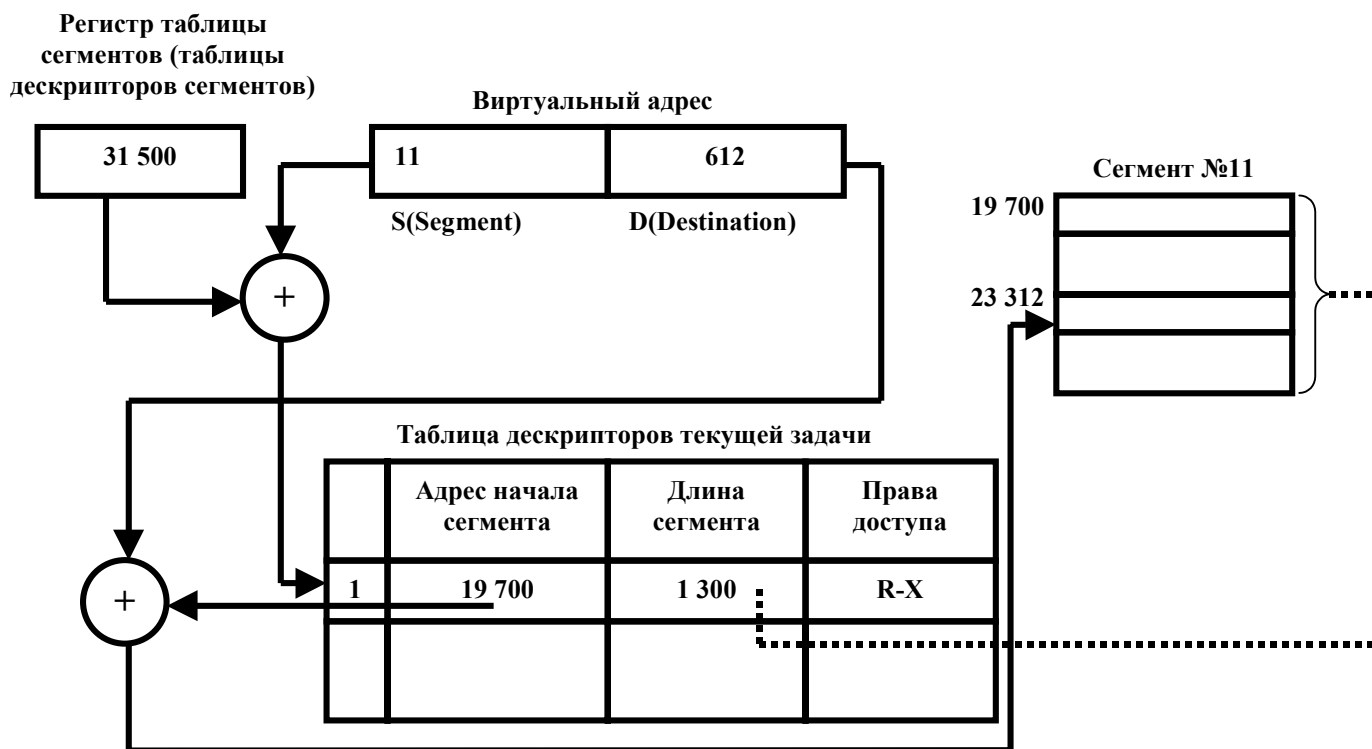 Регистр таблицы
сегментов (таблицы
дескрипторов сегментов)
31 500
Виртуальный адрес
11 612
S(Segment) D(Destination)
Сегмент №11
19 700
23 312
+
Таблица дескрипторов текущей задачи
Адрес начала
сегмента
Длина
сегмента
Права
доступа
1 19 700 1 300 R-X
+